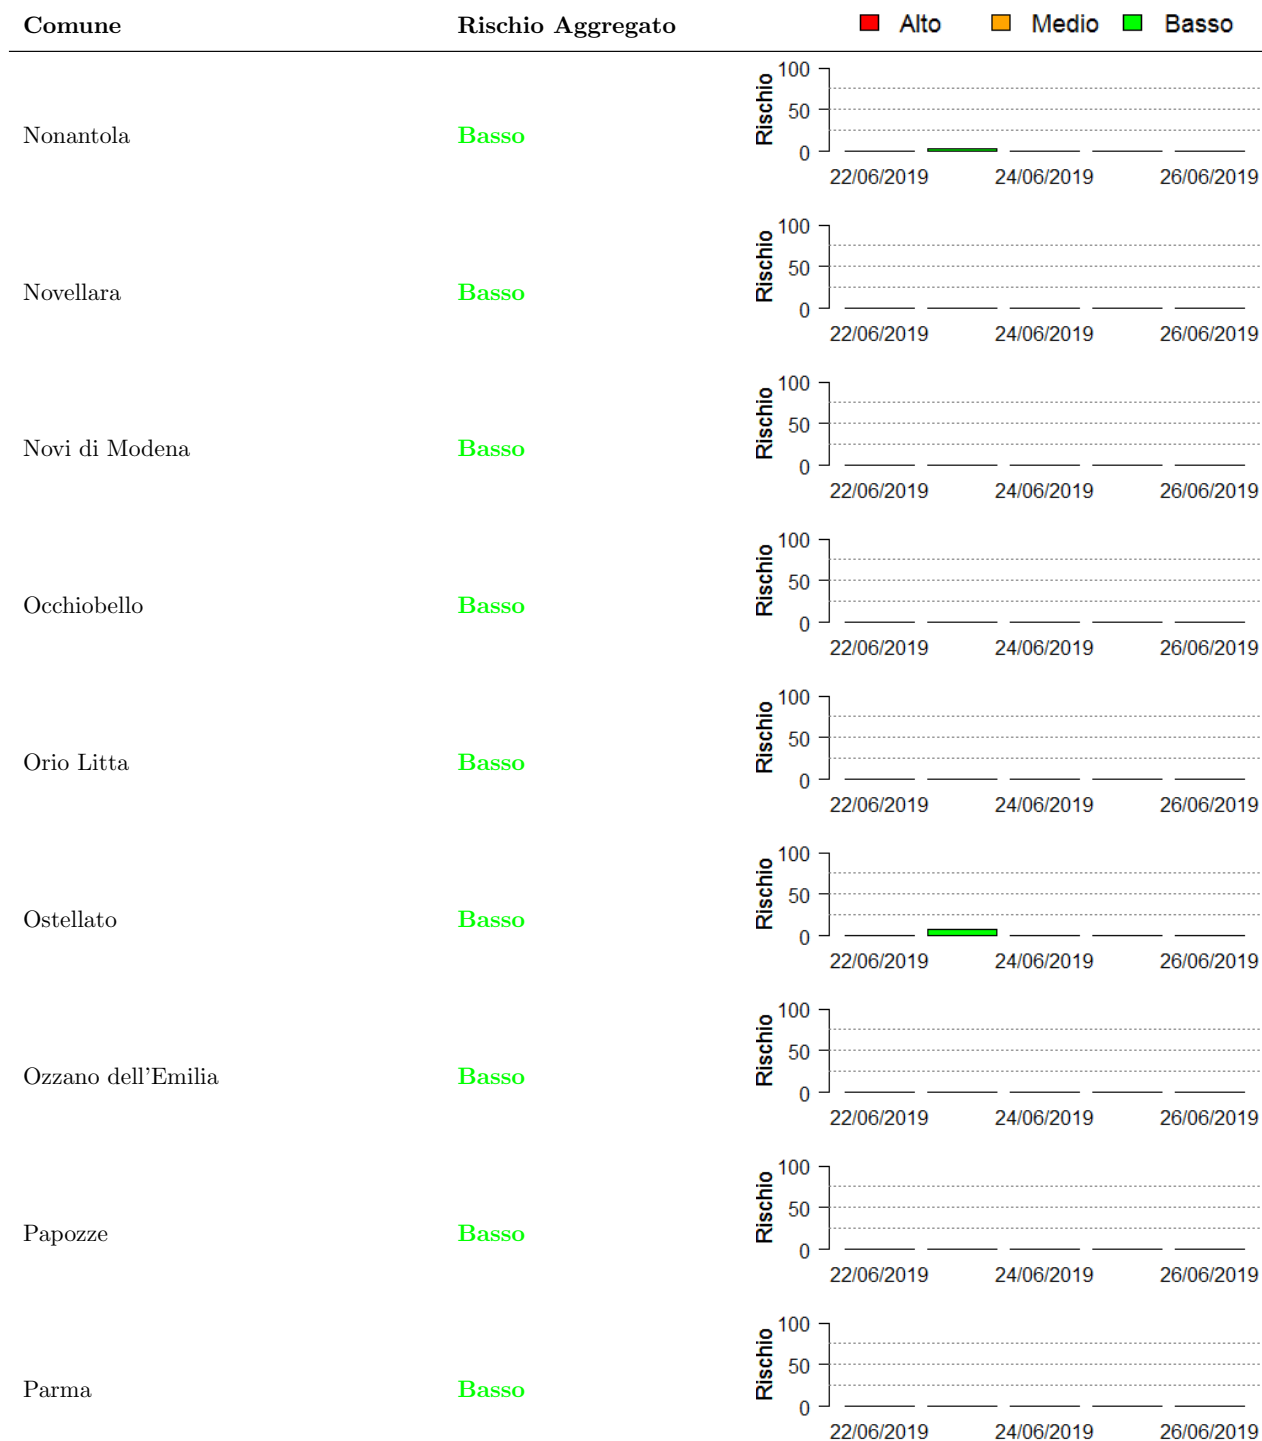 Comune Rischio Aggregato Alto Medio Basso
100
50
0
Rischio
Nonantola Basso
22/06/2019 24/06/2019 26/06/2019
100
50
0
Rischio
Novellara Basso
22/06/2019 24/06/2019 26/06/2019
100
50
0
Rischio
Novi di Modena Basso
22/06/2019 24/06/2019 26/06/2019
100
50
0
Rischio
Occhiobello Basso
22/06/2019 24/06/2019 26/06/2019
100
50
0
Rischio
Orio Litta Basso
22/06/2019 24/06/2019 26/06/2019
100
50
0
Rischio
Ostellato Basso
22/06/2019 24/06/2019 26/06/2019
100
50
0
Rischio
Ozzano dell'Emilia Basso
22/06/2019 24/06/2019 26/06/2019
100
50
0
Rischio
Papozze Basso
22/06/2019 24/06/2019 26/06/2019
100
50
0
Rischio
Parma Basso
22/06/2019 24/06/2019 26/06/2019